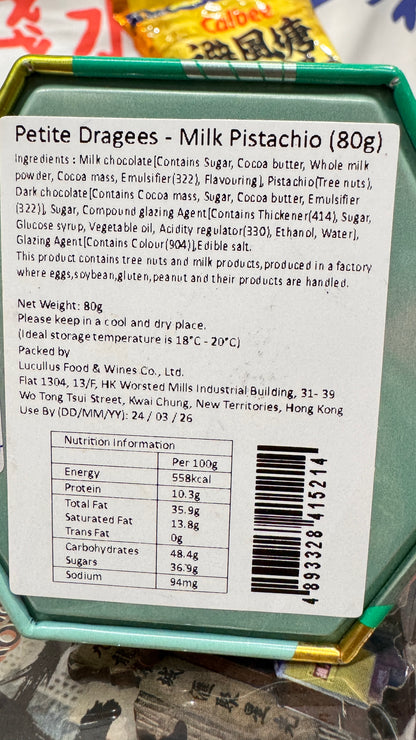 Calbee
避風塘
Petite Dragees - Milk Pistachio (80g)
Ingredients : Milk chocolate[Contains Sugar, Cocoa butter, Whole milk
powder, Cocoa mass, Emulsifier(322), Flavouring], Pistachio(Tree nuts),
Dark chocolate[Contains Cocoa mass, Sugar, Cocoa butter, Emulsifier
(322)], Sugar, Compound glazing Agent[Contains Thickener(414), Sugar,
Glucose syrup, Vegetable oil, Acidity regulator(330), Ethanol, Water],
Glazing Agent[Contains Colour(904)],Edible salt.
This product contains tree nuts and milk products,produced in a factory
where eggs,soybean,gluten,peanut and their products are handled.
Net Weight: 80g
Please keep in a cool and dry place.
(Ideal storage temperature is 18°C - 20°C)
Packed by
Lucullus Food & Wines Co., Ltd.
Flat 1304, 13/F, HK Worsted Mills Industrial Building, 31- 39
Wo Tong Tsui Street, Kwai Chung, New Territories, Hong Kong
Use By (DD/MM/YY): 24 / 03 / 26
Nutrition Information
Per 100g
Energy 558kcal
Protein 10.3g
Total Fat 35.9g
Saturated Fat 13.8g
Trans Fat 0g
Carbohydrates 48.4g
Sugars 36.9g
Sodium 94mg
4 893328 415214